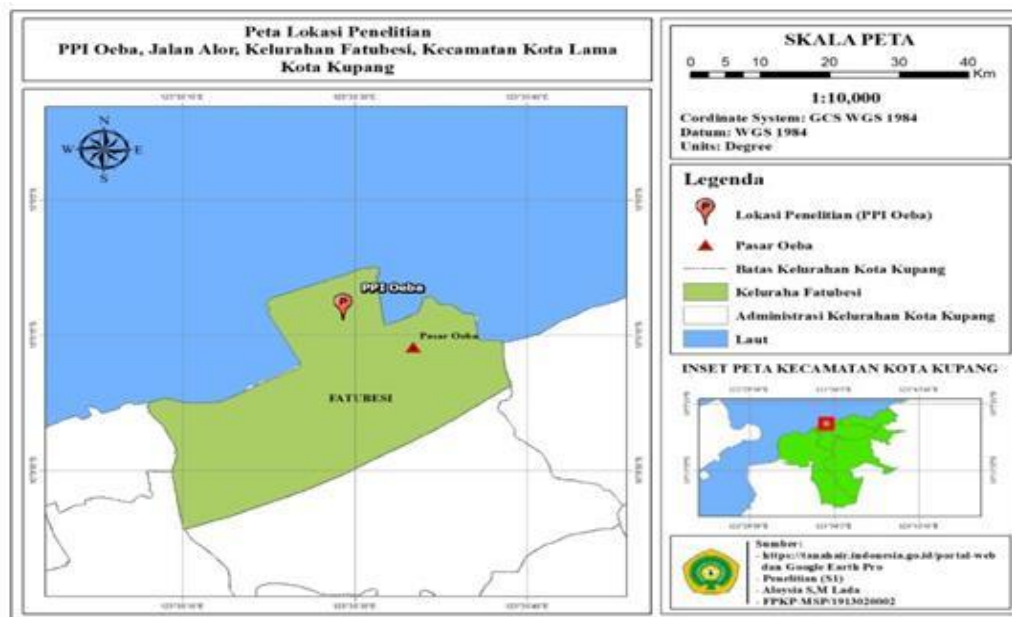 Peta Lokasi Penelitian
PPI Oeba, Jalan Alor, Kelurahan Fatubesi, Kecamatan Kota Lama
Kota Kupang
N
W
E
S
PPI Oeba
Pasar Oeba
FATUBESI
SKALA PETA
0 5 10 20 30 40
Km
1:10,000
Cordinate System: GCS WGS 1984
Datum: WGS 1984
Units: Degree
Legenda
Lokasi Penelitian (PPI Oeba)
Pasar Oeba
Batas Kelurahan Kota Kupang
Keluraha Fatubesi
Administrasi Kelurahan Kota Kupang
Laut
INSET PETA KECAMATAN KOTA KUPANG
Sumber:
- https://tanahair.indonesia.go.id/portal-web
dan Google Earth Pro
- Penelitian (S1)
- Aloysia S,M Lada
- FPKP-MSP/1913020002